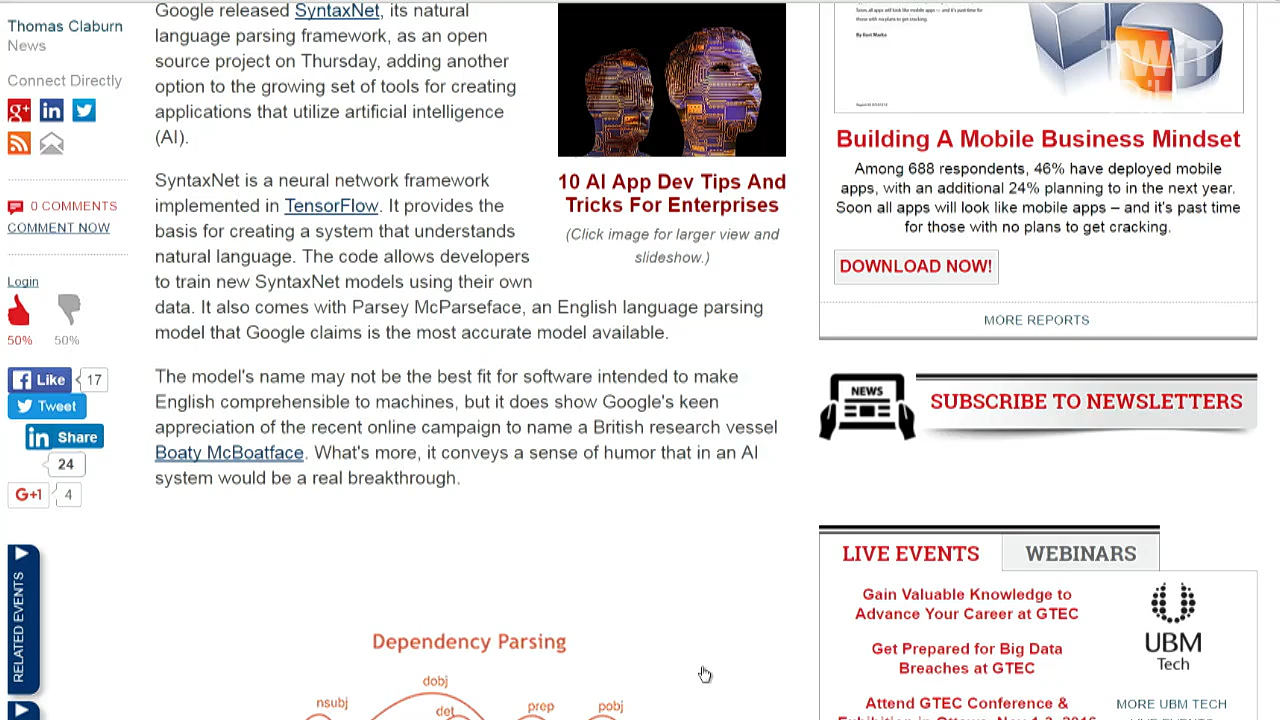 Thomas Claburn
News
Connect Directly
g+
in
0 COMMENTS
COMMENT NOW
Login
50%
50%
Like
17
Tweet
in Share
24
G+1
4
RELATED EVENTS
Google released SyntaxNet, its natural
language parsing framework, as an open
source project on Thursday, adding another
option to the growing set of tools for creating
applications that utilize artificial intelligence
(AI).
SyntaxNet is a neural network framework
implemented in TensorFlow. It provides the
basis for creating a system that understands
natural language. The code allows developers
to train new SyntaxNet models using their own
data. It also comes with Parsey McParseface, an English language parsing
model that Google claims is the most accurate model available.
The model's name may not be the best fit for software intended to make
English comprehensible to machines, but it does show Google's keen
appreciation of the recent online campaign to name a British research vessel
Boaty McBoatface. What's more, it conveys a sense of humor that in an AI
system would be a real breakthrough.
10 AI App Dev Tips And
Tricks For Enterprises
(Click image for larger view and
slideshow.)
Dependency Parsing
dobj
nsubj
det
prep
pobj
TWiT
Building A Mobile Business Mindset
Among 688 respondents, 46% have deployed mobile
apps, with an additional 24% planning to in the next year.
Soon all apps will look like mobile apps – and it's past time
for those with no plans to get cracking.
DOWNLOAD NOW!
MORE REPORTS
NEWS
SUBSCRIBE TO NEWSLETTERS
LIVE EVENTS
WEBINARS
Gain Valuable Knowledge to
Advance Your Career at GTEC
Get Prepared for Big Data
Breaches at GTEC
Attend GTEC Conference &
UBM
Tech
MORE UBM TECH